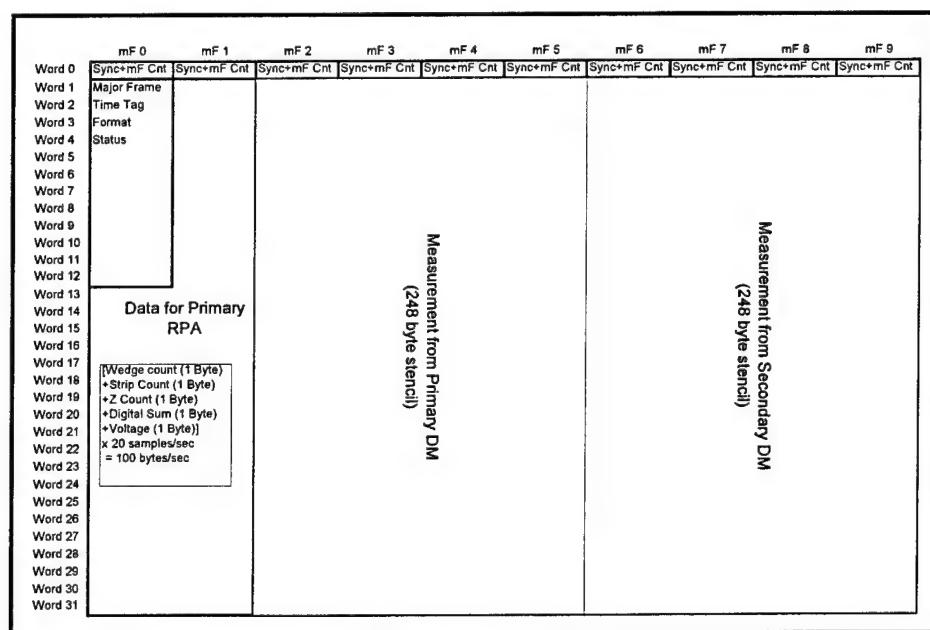 mF 0 mF 1 mF 2 mF 3 mF 4 mF 5 mF 6 mF 7 mF 8 mF 9
Word 0 Sync+mF Cnt Sync+mF Cnt Sync+mF Cnt Sync+mF Cnt Sync+mF Cnt Sync+mF Cnt Sync+mF Cnt Sync+mF Cnt Sync+mF Cnt Sync+mF Cnt
Word 1 Major Frame
Word 2 Time Tag
Word 3 Format
Word 4 Status
Word 5
Word 6
Word 7
Word 8
Word 9
Word 10
Word 11
Word 12
Word 13
Word 14
Word 15
Word 16
Word 17
Word 18
Word 19
Word 20
Word 21
Word 22
Word 23
Word 24
Word 25
Word 26
Word 27
Word 28
Word 29
Word 30
Word 31
Data for Primary
RPA
[Wedge count (1 Byte)
+Strip Count (1 Byte)
+Z Count (1 Byte)
+Digital Sum (1 Byte)
+Voltage (1 Byte)]
x 20 samples/sec
= 100 bytes/sec
Measurement from Primary DM
(248 byte stencil)
Measurement from Secondary DM
(248 byte stencil)